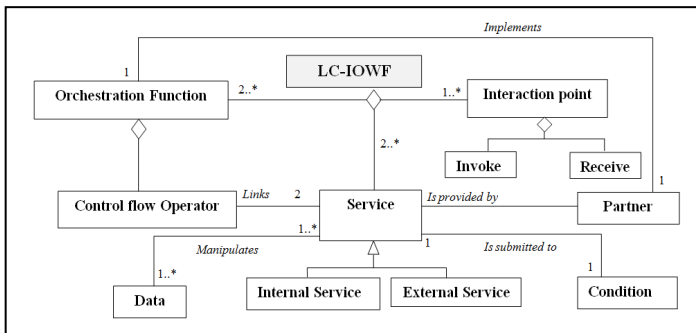 Implements
LC-IOWF
1
Orchestration Function
2..*
1..*
Interaction point
2..*
Invoke
Receive
Control flow Operator
Links
2
Service
Is provided by
1
Partner
1..*
Manipulates
1
Is submitted to
1..*
1
Data
Internal Service
External Service
Condition